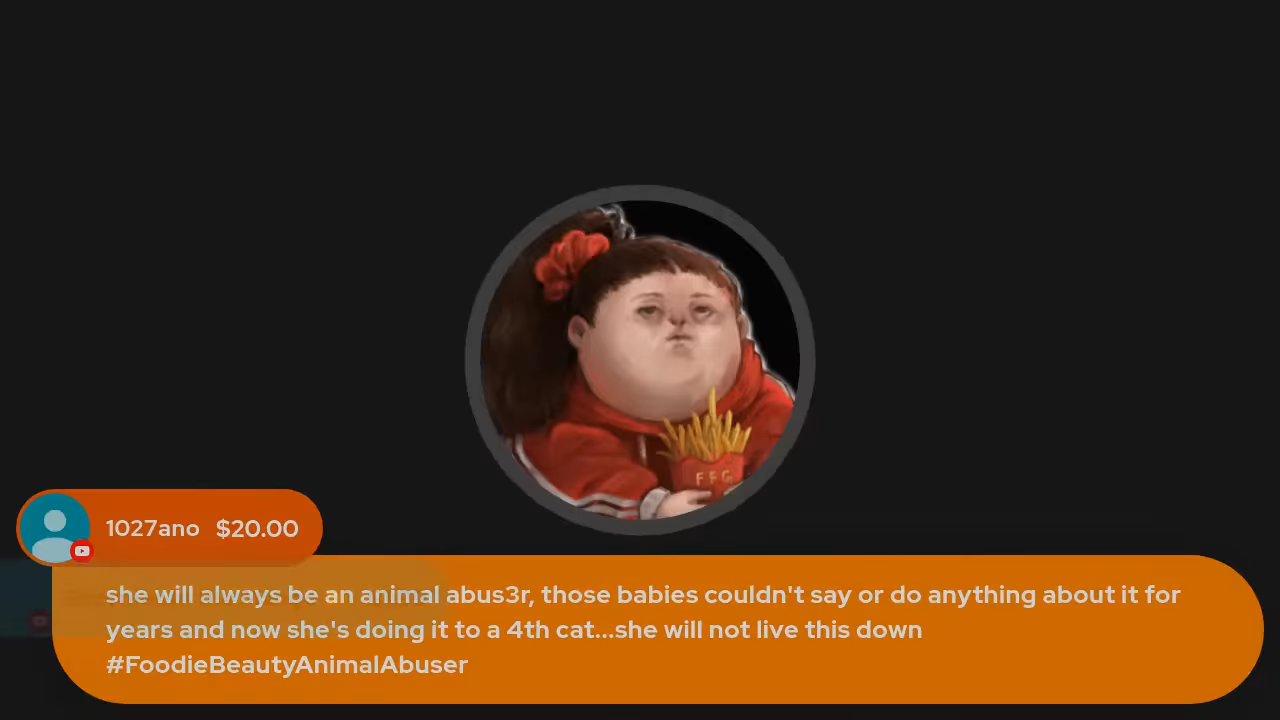 FFG
1027ano $20.00
she will always be an animal abus3r, those babies couldn't say or do anything about it for
years and now she's doing it to a 4th cat...she will not live this down
#FoodieBeautyAnimalAbuser